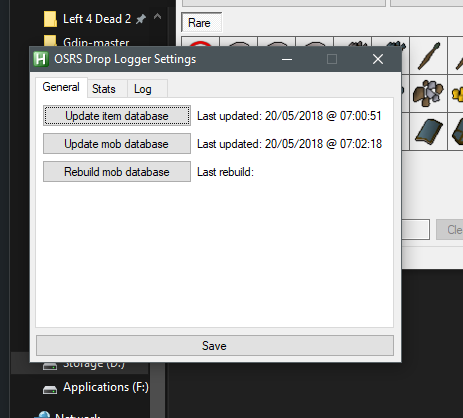 Left 4 Dead 2
Gdip-master
Rare
OSRS Drop Logger Settings
General
Stats
Log
Update item database
Last updated: 20/05/2018 @ 07:00:51
Update mob database
Last updated: 20/05/2018 @ 07:02:18
Rebuild mob database
Last rebuild:
Cle
Save
Storage (D:)
Applications (F:)
Network